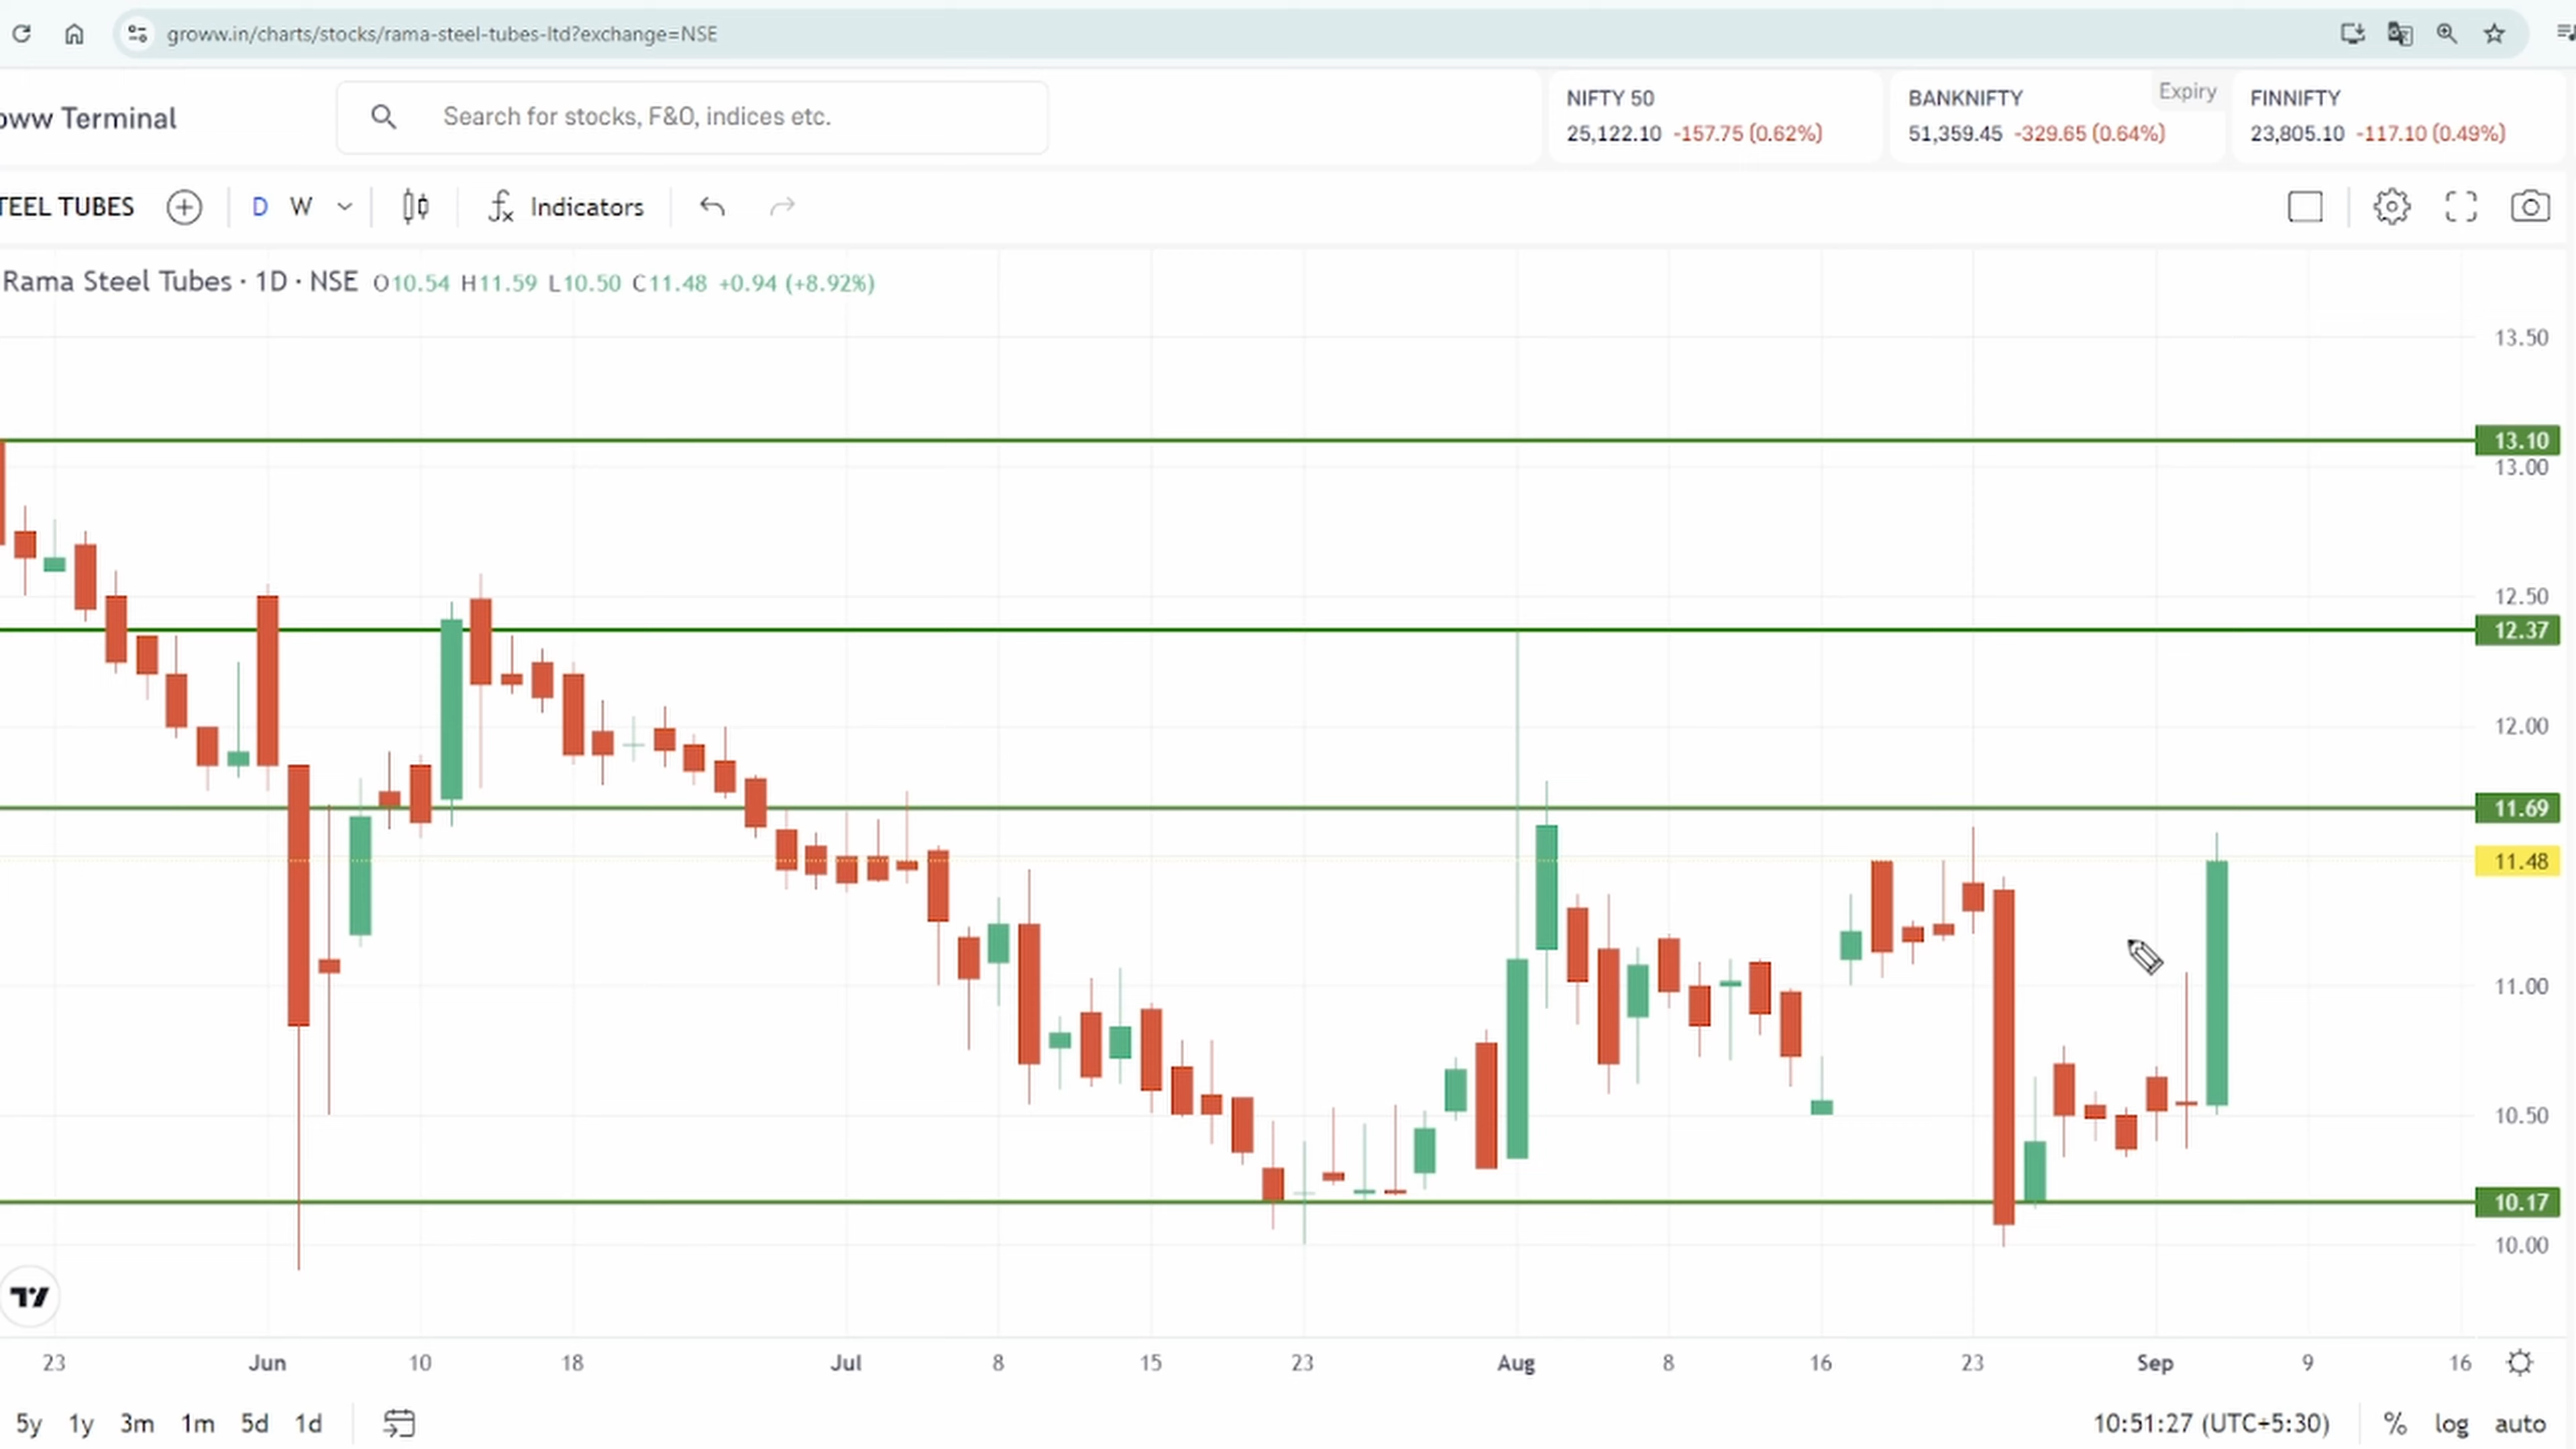 groww.in/charts/stocks/rama-steel-tubes-ltd?exchange=NSE
oww Terminal
Search for stocks, F&O, indices etc.
NIFTY 50
25,122.10 -157.75 (0.62%)
BANKNIFTY Expiry
51,359.45 -329.65 (0.64%)
FINNIFTY
23,805.10 -117.10 (0.49%)
TEEL TUBES D W Indicators
Rama Steel Tubes · 1D · NSE O10.54 H11.59 L10.50 C11.48 +0.94 (+8.92%)
13.50
13.10
13.00
12.50
12.37
12.00
11.69
11.48
11.00
10.50
10.17
10.00
23 Jun 10 18 Jul 8 15 23 Aug 8 16 23 Sep 9 16
5y 1y 3m 1m 5d 1d 10:51:27 (UTC+5:30) % log auto